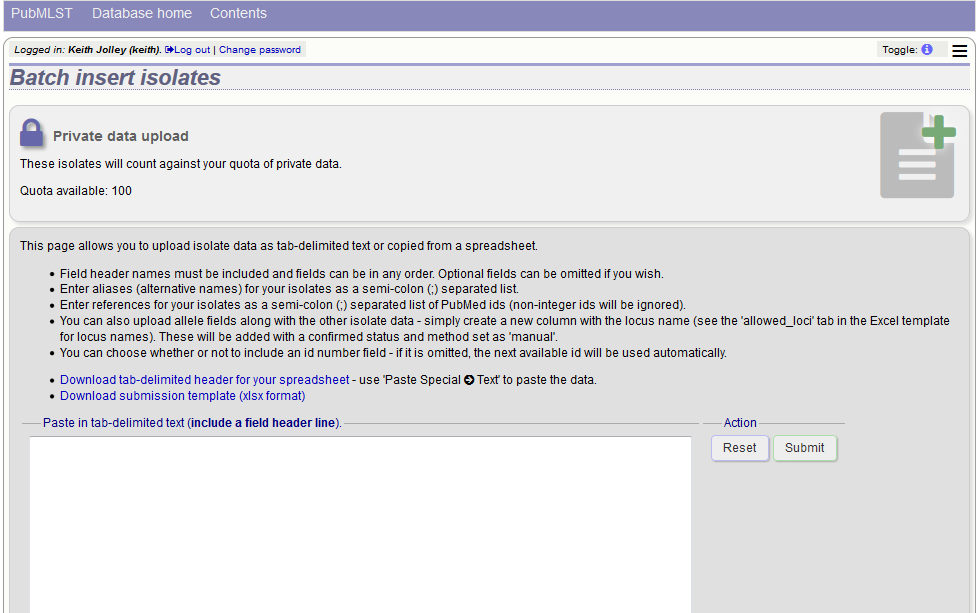 PubMLST Database home Contents
Logged in: Keith Jolley (keith). Log out | Change password Toggle: i
Batch insert isolates
Private data upload
These isolates will count against your quota of private data.
Quota available: 100
This page allows you to upload isolate data as tab-delimited text or copied from a spreadsheet.
• Field header names must be included and fields can be in any order. Optional fields can be omitted if you wish.
• Enter aliases (alternative names) for your isolates as a semi-colon (;) separated list.
• Enter references for your isolates as a semi-colon (;) separated list of PubMed ids (non-integer ids will be ignored).
• You can also upload allele fields along with the other isolate data - simply create a new column with the locus name (see the 'allowed_loci' tab in the Excel template
for locus names). These will be added with a confirmed status and method set as 'manual'.
• You can choose whether or not to include an id number field - if it is omitted, the next available id will be used automatically.
• Download tab-delimited header for your spreadsheet - use 'Paste Special ➲ Text' to paste the data.
• Download submission template (xlsx format)
Paste in tab-delimited text (include a field header line). Action
Reset Submit